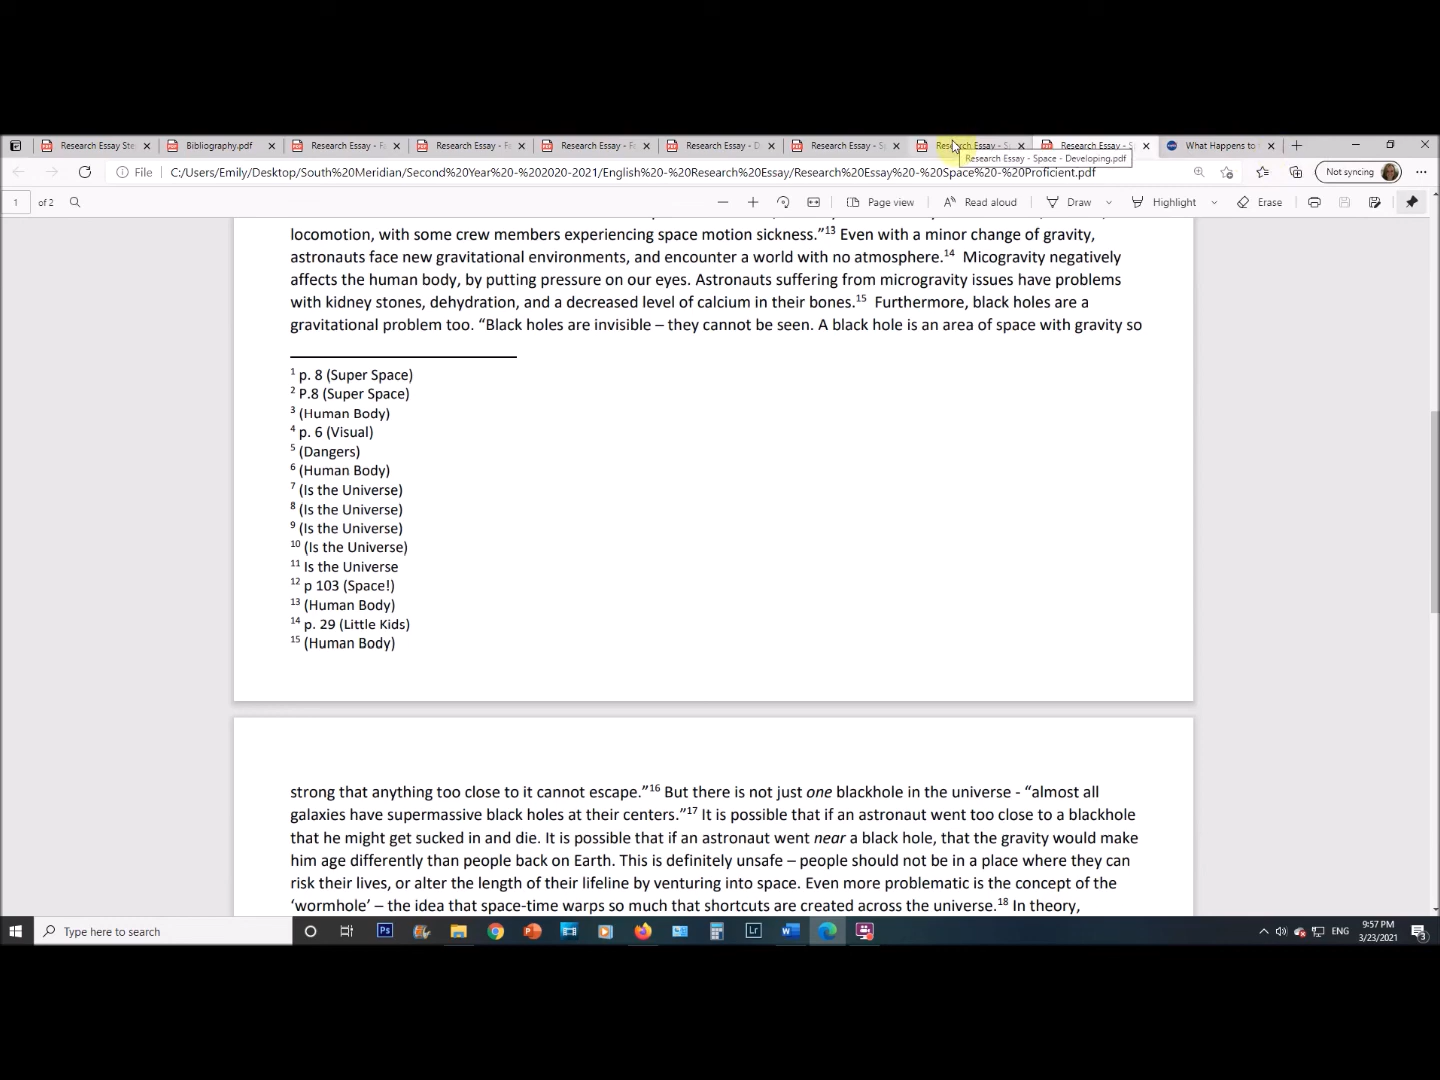 Research Essay Ste
Bibliography.pdf
Research Essay - F
Research Essay - F
Research Essay - Fo
Research Essay - D
Research Essay - S
Research Essay - S
Research Essay - S
What Happens to
Research Essay - Space - Developing.pdf
File C:/Users/Emily/Desktop/South%20Meridian/Second%20Year%20-%202020-2021/English%20-%20Research%20Essay/Research%20Essay%20-%20Space%20-%20Proficient.pdf Not syncing
1 of 2 Page view Read aloud Draw Highlight Erase
locomotion, with some crew members experiencing space motion sickness.”13 Even with a minor change of gravity,
astronauts face new gravitational environments, and encounter a world with no atmosphere.14 Micogravity negatively
affects the human body, by putting pressure on our eyes. Astronauts suffering from microgravity issues have problems
with kidney stones, dehydration, and a decreased level of calcium in their bones.15 Furthermore, black holes are a
gravitational problem too. “Black holes are invisible – they cannot be seen. A black hole is an area of space with gravity so
1 p. 8 (Super Space)
2 P.8 (Super Space)
3 (Human Body)
4 p. 6 (Visual)
5 (Dangers)
6 (Human Body)
7 (Is the Universe)
8 (Is the Universe)
9 (Is the Universe)
10 (Is the Universe)
11 Is the Universe
12 p 103 (Space!)
13 (Human Body)
14 p. 29 (Little Kids)
15 (Human Body)
strong that anything too close to it cannot escape.”16 But there is not just one blackhole in the universe - “almost all
galaxies have supermassive black holes at their centers.”17 It is possible that if an astronaut went too close to a blackhole
that he might get sucked in and die. It is possible that if an astronaut went near a black hole, that the gravity would make
him age differently than people back on Earth. This is definitely unsafe – people should not be in a place where they can
risk their lives, or alter the length of their lifeline by venturing into space. Even more problematic is the concept of the
‘wormhole’ – the idea that space-time warps so much that shortcuts are created across the universe.18 In theory,
Type here to search
Ps
Lr
ENG
9:57 PM
3/23/2021
3